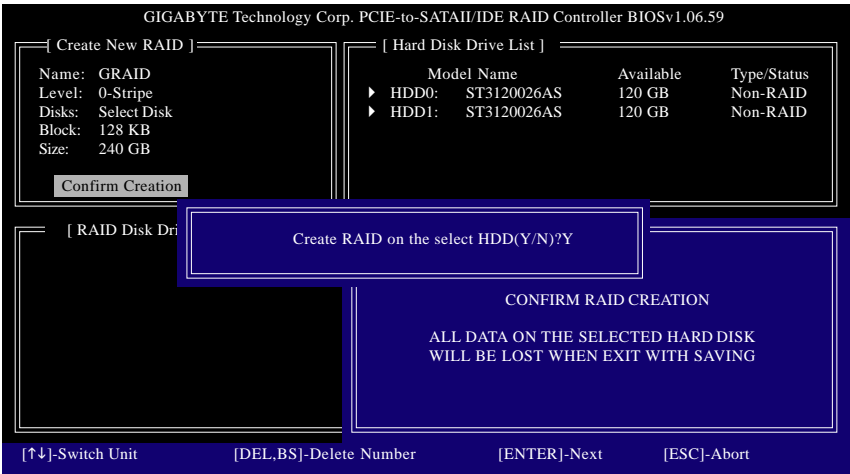 GIGABYTE Technology Corp. PCIE-to-SATAII/IDE RAID Controller BIOSv1.06.59
[ Create New RAID ]
Name: GRAID
Level: 0-Stripe
Disks: Select Disk
Block: 128 KB
Size: 240 GB
Confirm Creation
[ Hard Disk Drive List ]
Model Name Available Type/Status
HDD0: ST3120026AS 120 GB Non-RAID
HDD1: ST3120026AS 120 GB Non-RAID
[ RAID Disk Dri
Create RAID on the select HDD(Y/N)?Y
CONFIRM RAID CREATION
ALL DATA ON THE SELECTED HARD DISK
WILL BE LOST WHEN EXIT WITH SAVING
[↑↓]-Switch Unit [DEL,BS]-Delete Number [ENTER]-Next [ESC]-Abort